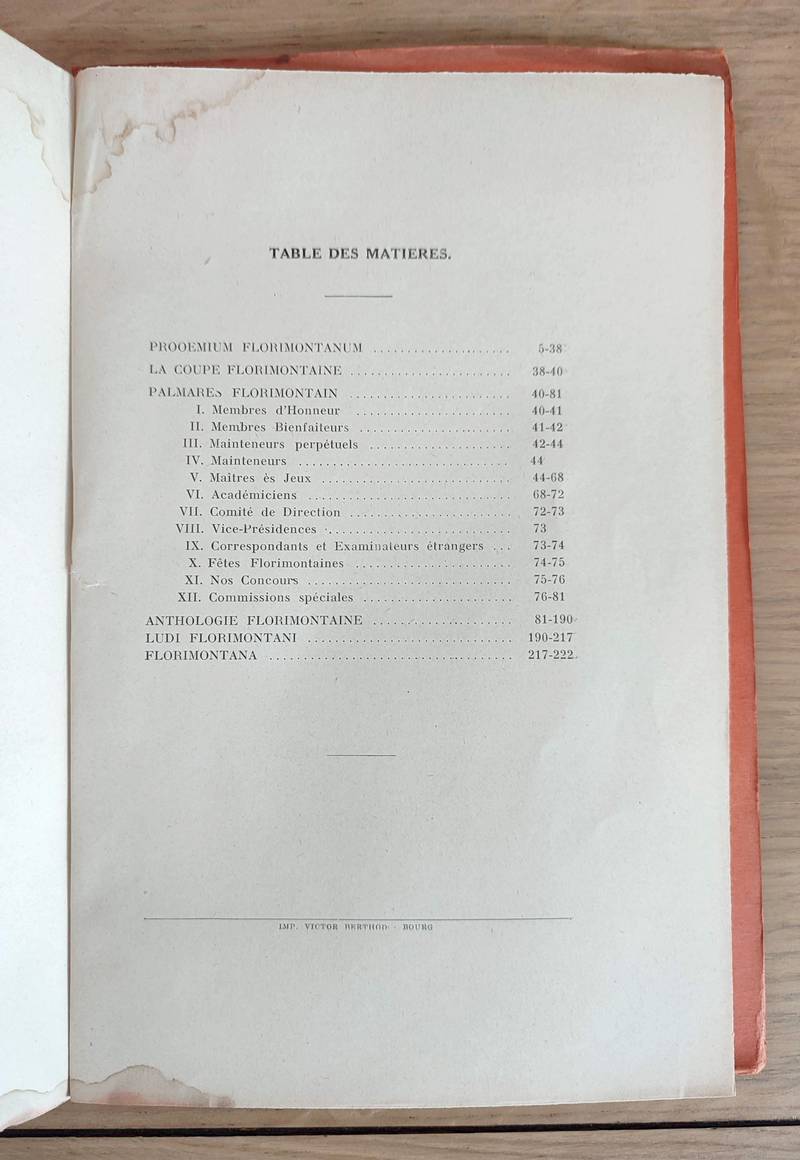 TABLE DES MATIERES.
PROOEMIUM FLORIMONTANUM .................... 5-38
LA COUPE FLORIMONTAINE ........................ 38-40
PALMARES FLORIMONTAIN ........................ 40-81
I. Membres d'Honneur ....................... 40-41
II. Membres Bienfaiteurs ....................... 41-42
III. Mainteneurs perpétuels ..................... 42-44
IV. Mainteneurs ............................... 44
V. Maîtres ès Jeux ............................ 44-68
VI. Académiciens .............................. 68-72
VII. Comité de Direction ........................ 72-73
VIII. Vice-Présidences ........................... 73
IX. Correspondants et Examinateurs étrangers ... 73-74
X. Fêtes Florimontaines ....................... 74-75
XI. Nos Concours .............................. 75-76
XII. Commissions spéciales ...................... 76-81
ANTHOLOGIE FLORIMONTAINE ..................... 81-190
LUDI FLORIMONTANI .............................. 190-217
FLORIMONTANA .................................... 217-222
IMP. VICTOR BERTHOD - BOURG